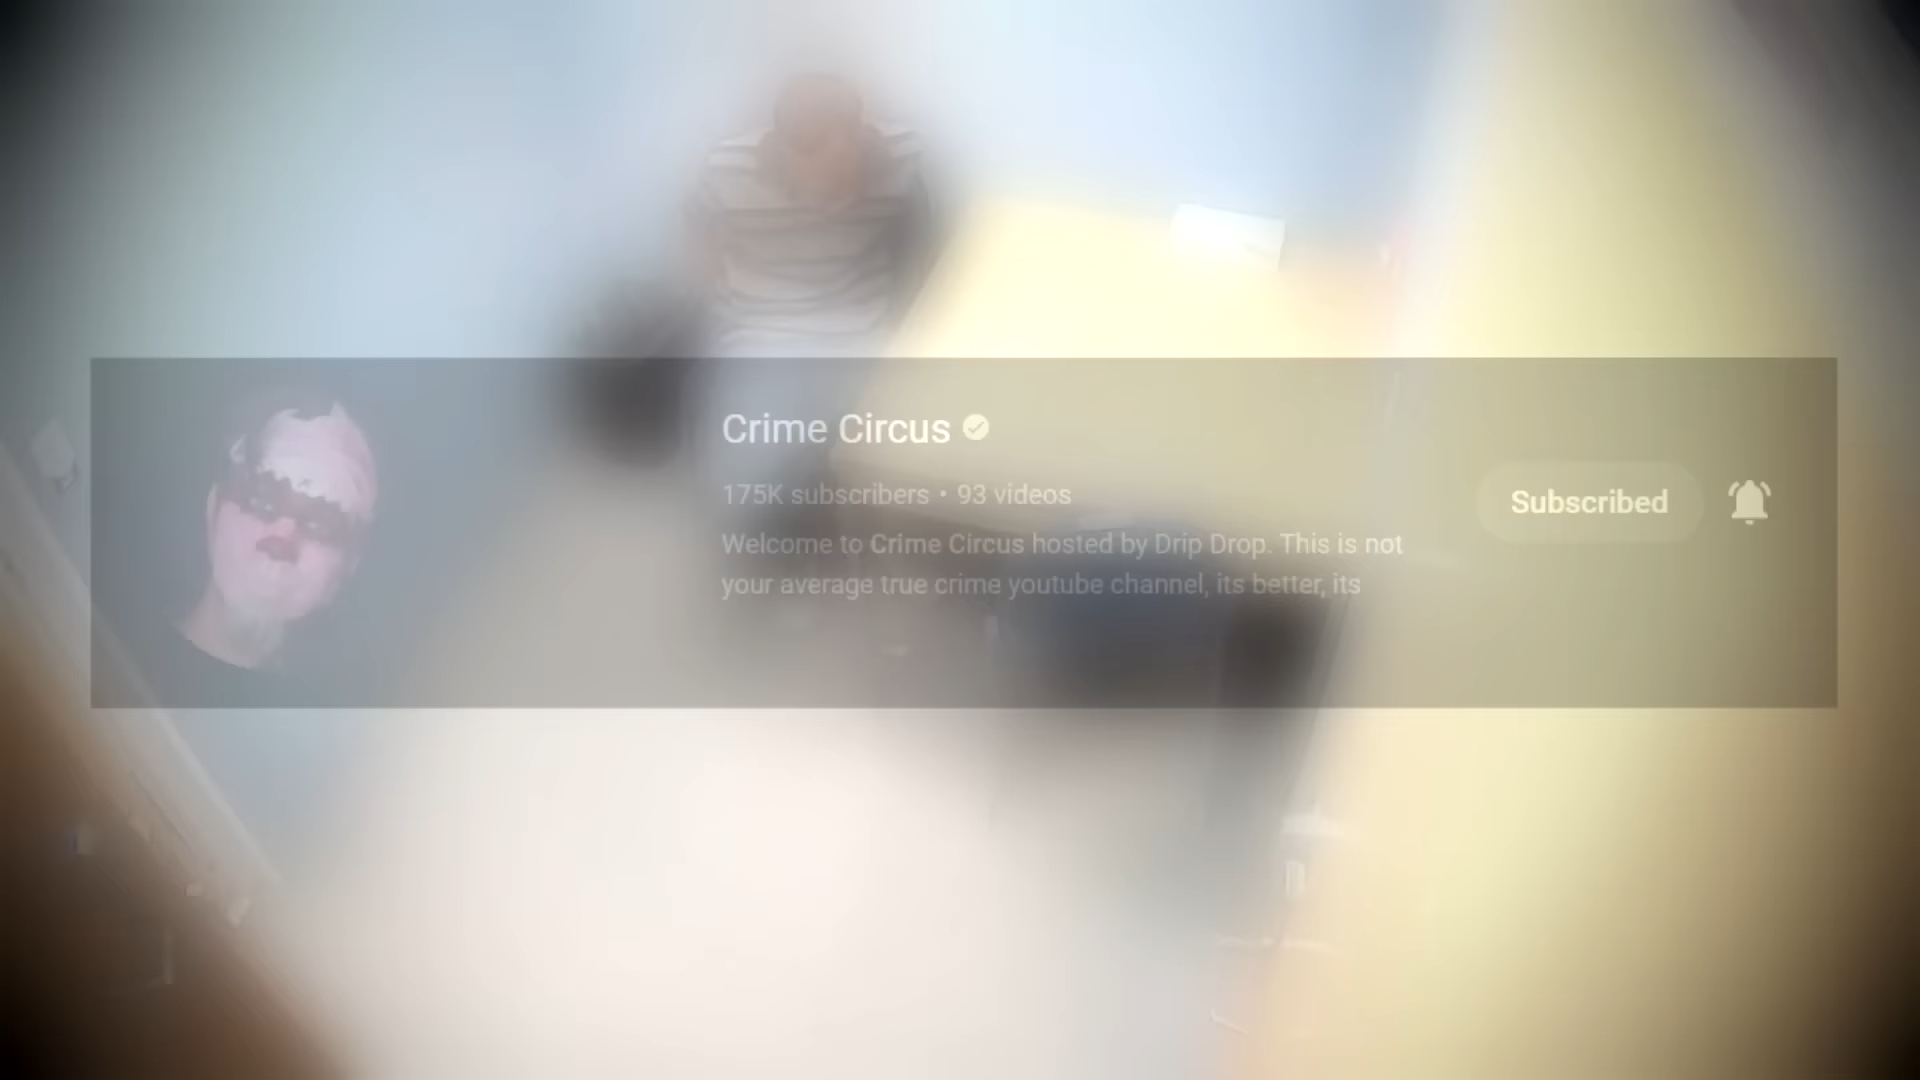 Crime Circus
175K subscribers • 93 videos
Welcome to Crime Circus hosted by Drip Drop. This is not
your average true crime youtube channel, its better, its
Subscribed